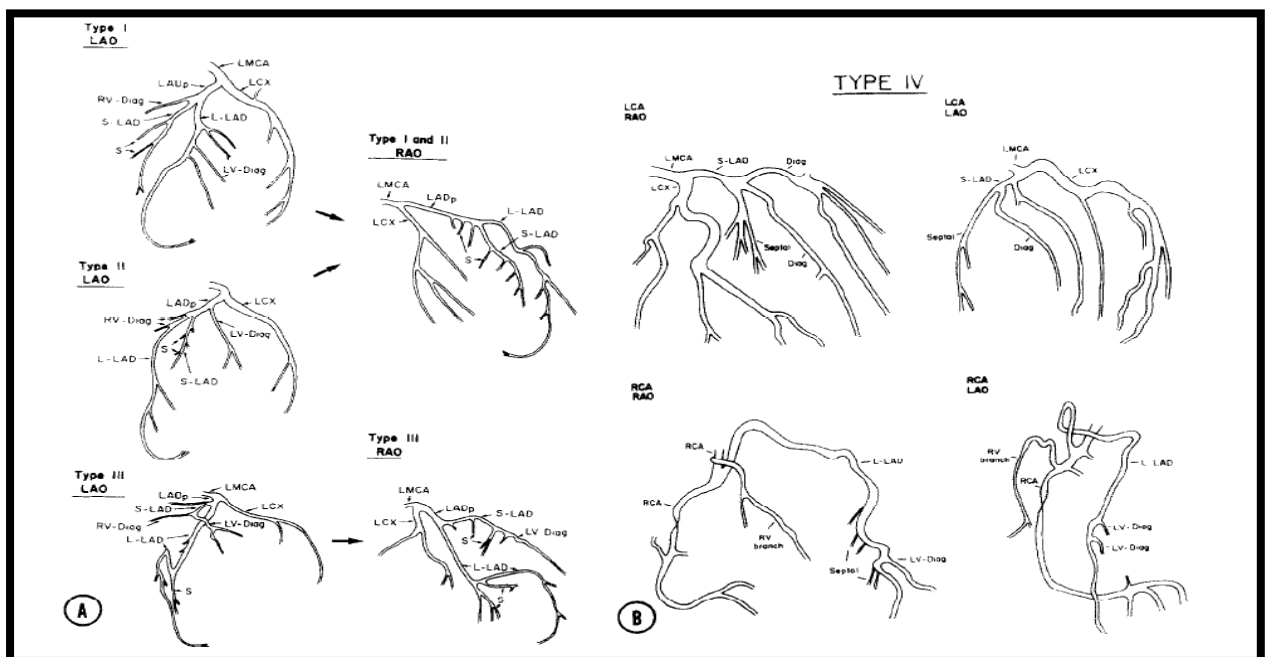 Type I
LAO
LMCA
LADp
LCX
RV-Diag
S-LAD
L-LAD
S
LV-Diag
Type II
LAO
LADp
LCX
RV-Diag
LV-Diag
S
L-LAD
S-LAD
Type III
LAO
LMCA
LADp
S-LAD
LCX
RV-Diag
LV-Diag
L-LAD
S
A
Type I and II
RAO
LMCA
LADp
L-LAD
LCX
S-LAD
S
Type III
RAO
LMCA
LADp
S-LAD
LCX
LV Diag
S
L-LAD
S
TYPE IV
LCA
RAO
LMCA
S-LAD
Diag
LCX
Septal
Diag
LCA
LAO
LMCA
S-LAD
LCX
Septal
Diag
RCA
RAO
RCA
L-LAD
RCA
RV
branch
Septal
LV-Diag
B
RCA
LAO
RV
branch
L-LAD
RCA
LV-Diag
LV-Diag